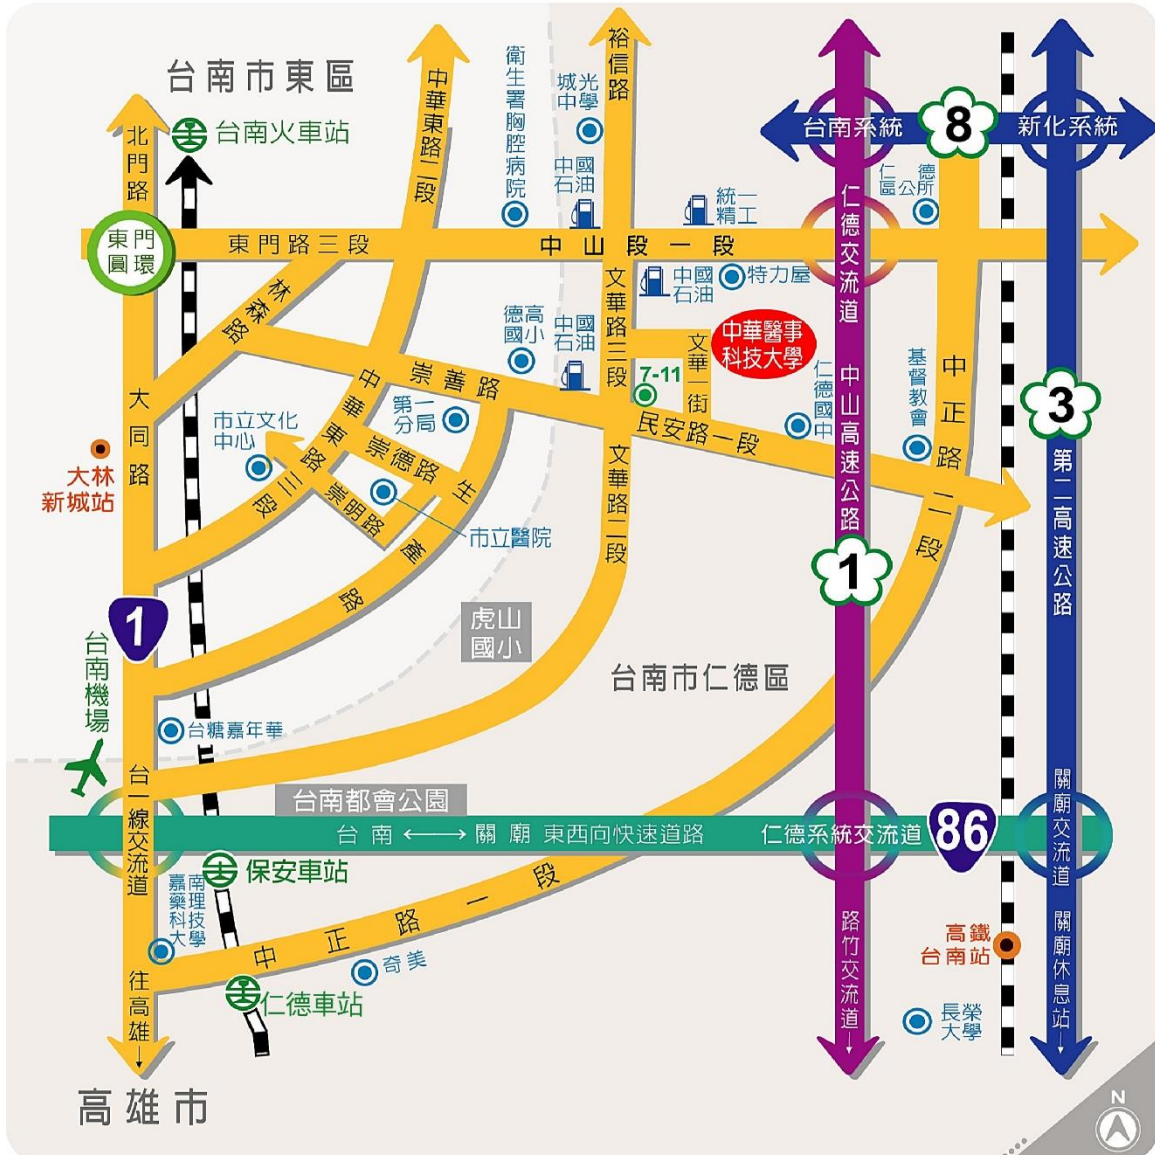 台南市東區
北門路
台南火車站
中華東路二段
衛生署胸腔病院
城光中學
中國石油
裕信路
統一精工
台南系統
8
新化系統
仁德區公所
東門圓環
東門路三段
中山段一段
仁德交流道
林森路
德高國小
中國石油
文華路三段
中國石油
特力屋
中華醫事
科技大學
文華一街
7-11
崇善路
民安路一段
仁德國中
中山高速公路
基督教會
中正路二段
3
第二高速公路
大同路
大林
新城站
市立文化中心
中華東路三段
第一分局
崇德路
崇明路
市立醫院
生產路
文華路二段
1
1
虎山
國小
台南市仁德區
台南機場
台糖嘉年華
台南都會公園
台一線交流道
台南 ←→ 關廟 東西向快速道路
仁德系統交流道
86
關廟交流道
保安車站
嘉南藥理科技大學
中正路一段
奇美
仁德車站
往高雄→
路竹交流道→
高鐵
台南站
關廟休息站→
長榮
大學
高雄市
N